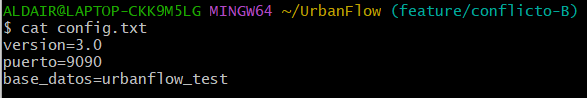 ALDAIR@LAPTOP-CKK9M5LG MINGW64 ~/UrbanFlow (feature/conflicto-B)
$ cat config.txt
version=3.0
puerto=9090
base_datos=urbanflow_test